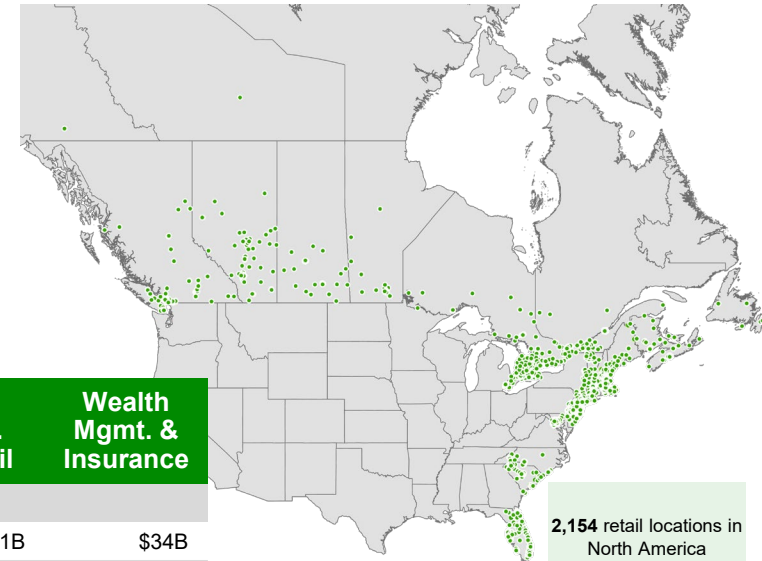 Wealth
Mgmt. &
Insurance
$34B
2,154 retail locations in
North America